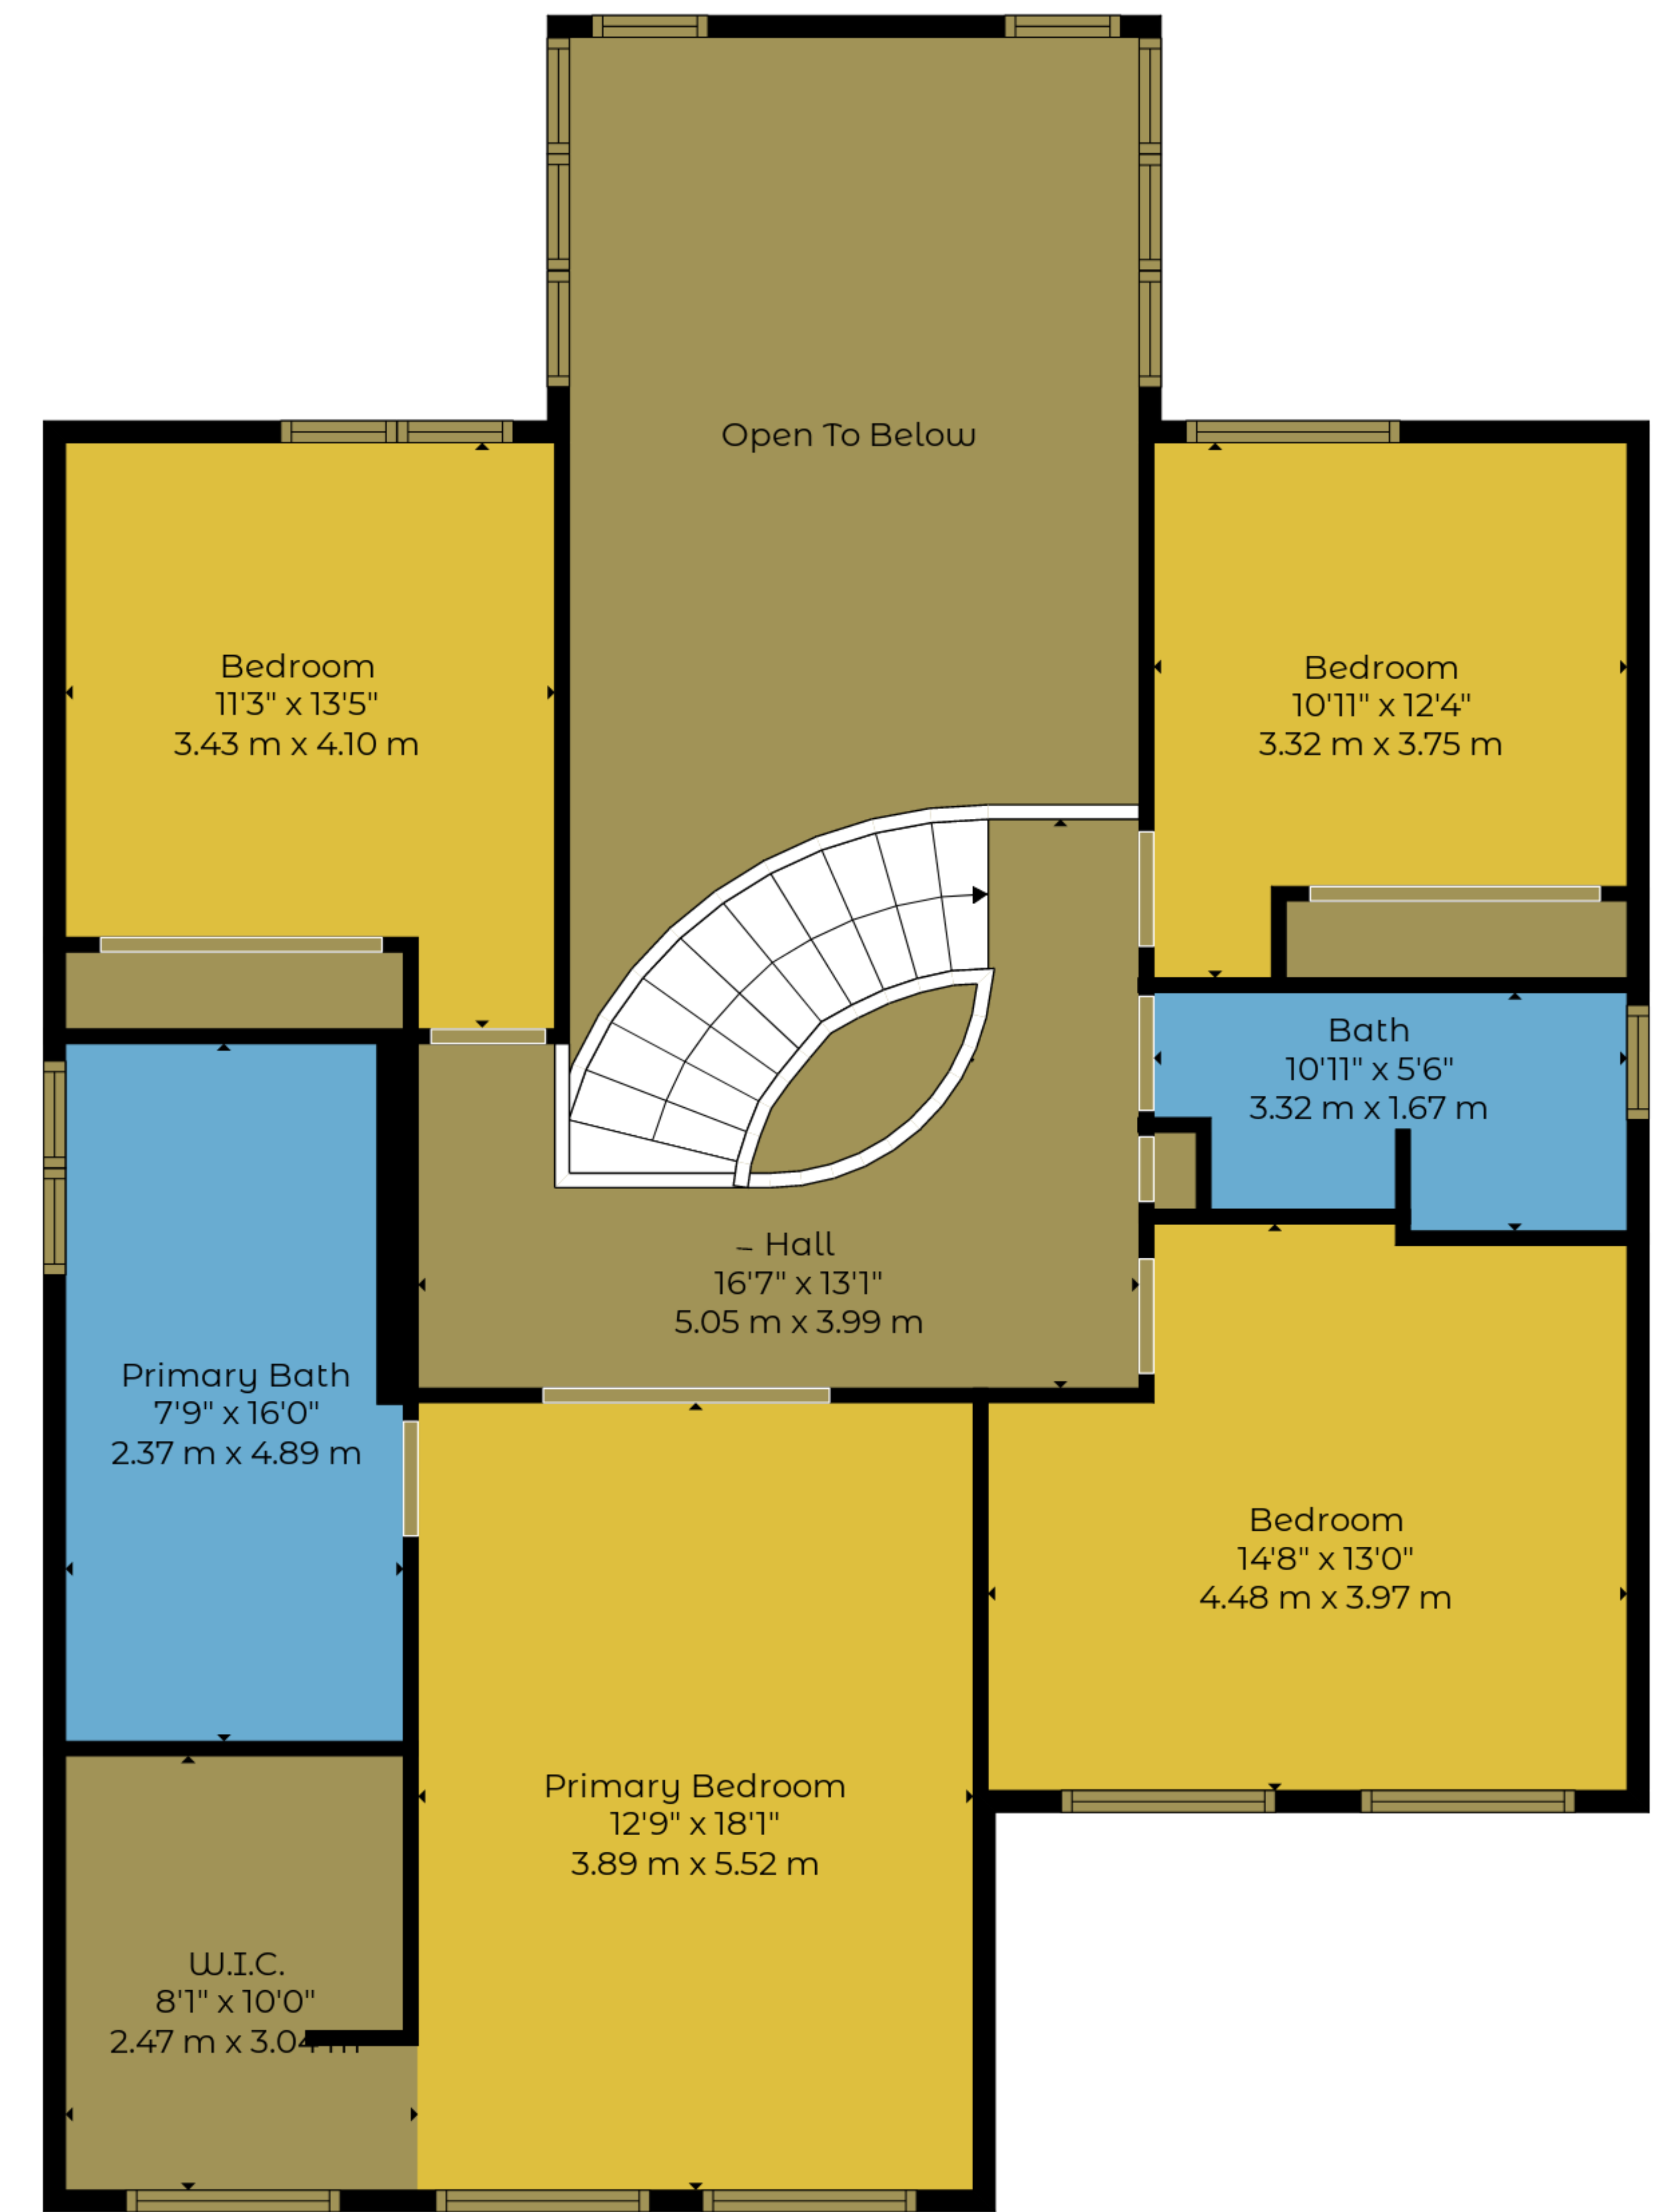 Open To Below
Bedroom
11'3" x 13'5"
3.43 m x 4.10 m
Bedroom
10'11" x 12'4"
3.32 m x 3.75 m
Bath
10'11" x 5'6"
3.32 m x 1.67 m
– Hall
16'7" x 13'1"
5.05 m x 3.99 m
Primary Bath
7'9" x 16'0"
2.37 m x 4.89 m
Bedroom
14'8" x 13'0"
4.48 m x 3.97 m
Primary Bedroom
12'9" x 18'1"
3.89 m x 5.52 m
W.I.C.
8'1" x 10'0"
2.47 m x 3.04 m